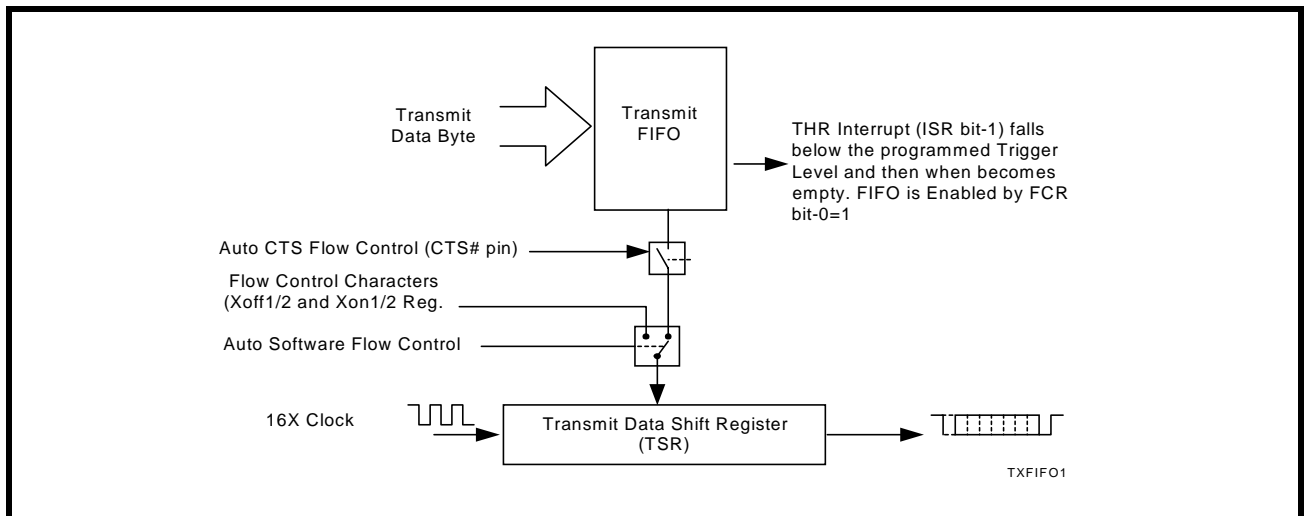 Transmit
Data Byte
Transmit
FIFO
THR Interrupt (ISR bit-1) falls
below the programmed Trigger
Level and then when becomes
empty. FIFO is Enabled by FCR
bit-0=1
Auto CTS Flow Control (CTS# pin)
Flow Control Characters
(Xoff1/2 and Xon1/2 Reg.
Auto Software Flow Control
16X Clock
Transmit Data Shift Register
(TSR)
TXFIFO1